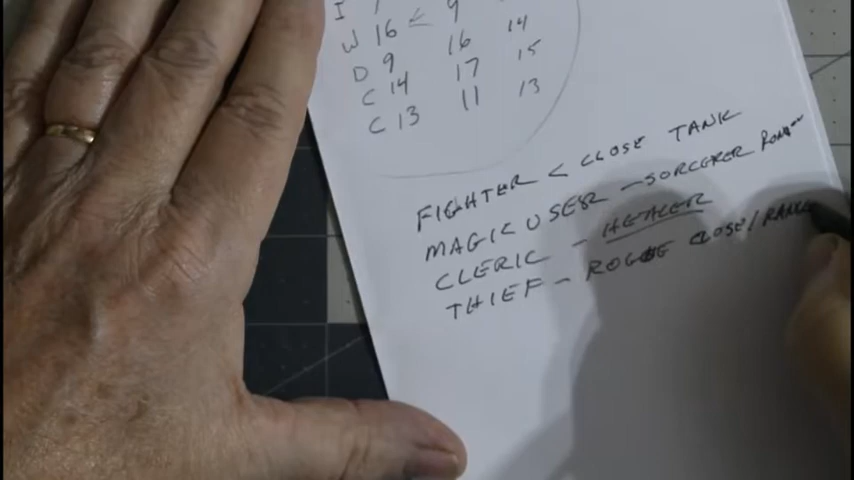 I
W 16 < 9
D 9 16 14
C 14 17 15
C 13 11 13
FIGHTER < CLOSE TANK
MAGIC USER - SORCERER
CLERIC - HEALER
THIEF - ROGUE CLOSE/RANGE